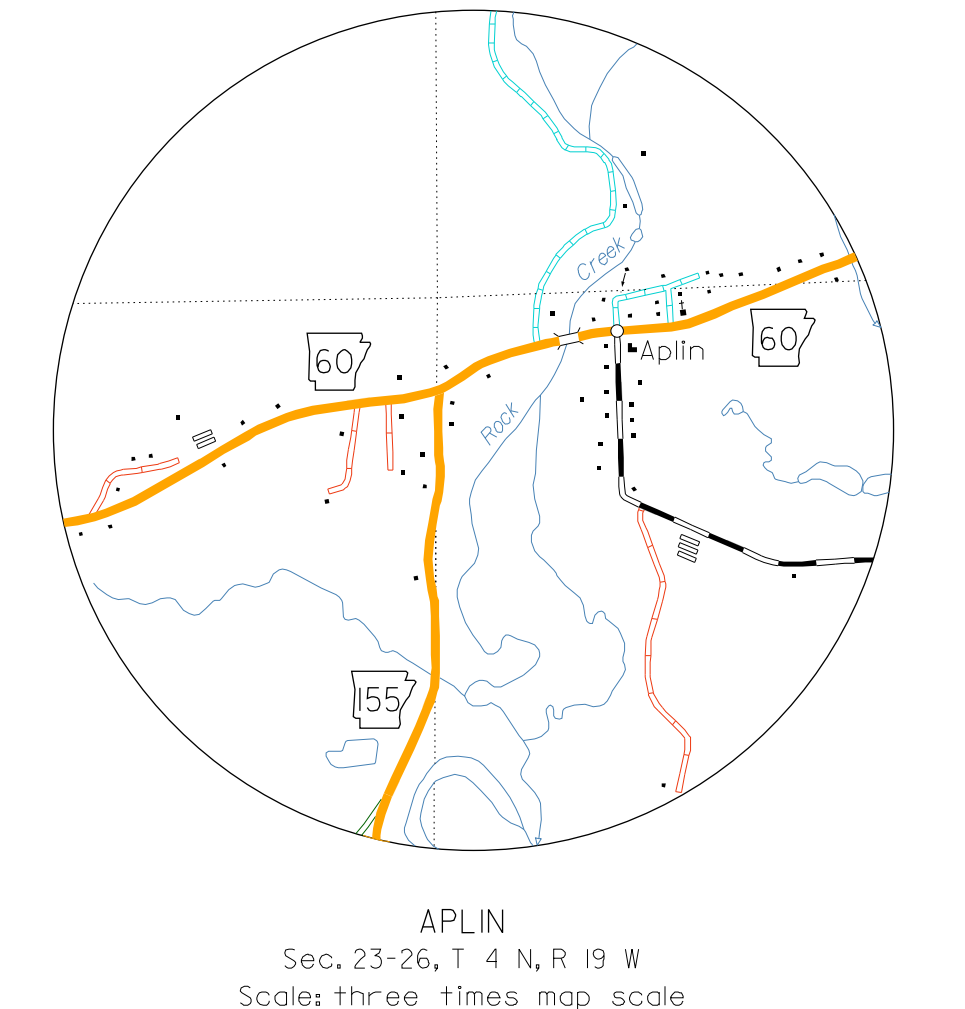 Creek
60
60
Aplin
Rock
155
APLIN
Sec. 23-26, T 4 N, R 19 W
Scale: three times map scale